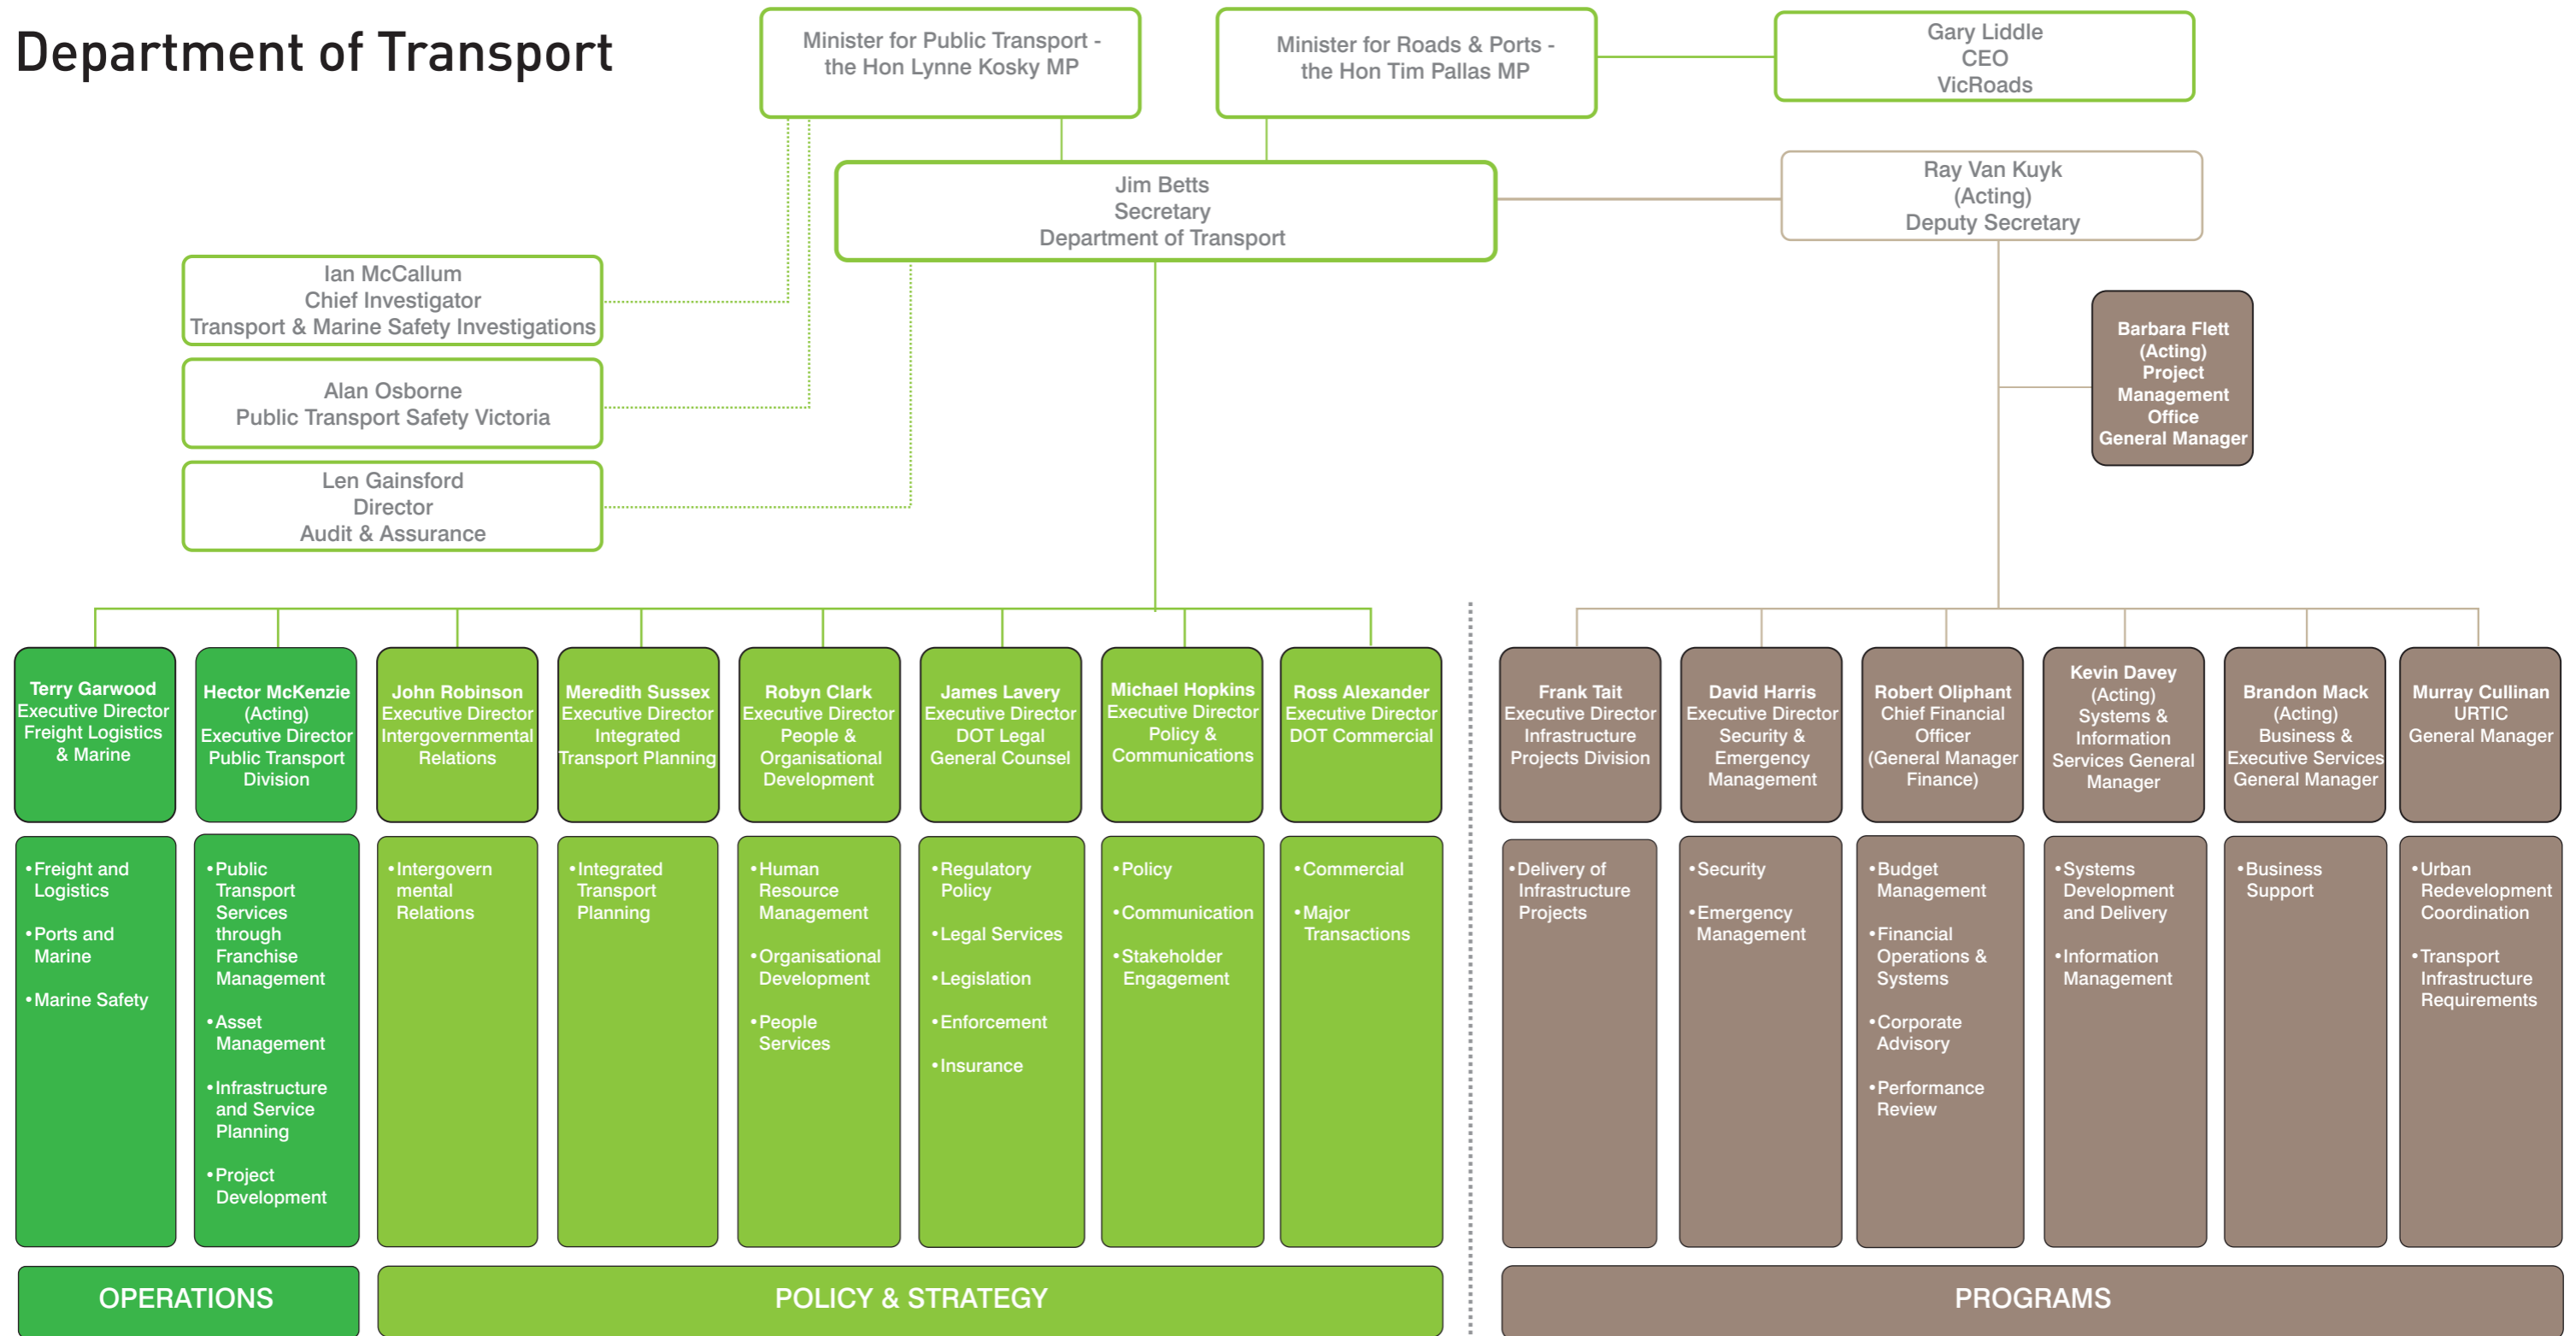 Department of Transport
Minister for Public Transport -
the Hon Lynne Kosky MP
Minister for Roads & Ports -
the Hon Tim Pallas MP
Gary Liddle
CEO
VicRoads
Jim Betts
Secretary
Department of Transport
Ray Van Kuyk
(Acting)
Deputy Secretary
Ian McCallum
Chief Investigator
Transport & Marine Safety Investigations
Alan Osborne
Public Transport Safety Victoria
Len Gainsford
Director
Audit & Assurance
Barbara Flett
(Acting)
Project
Management
Office
General Manager
Terry Garwood
Executive Director
Freight Logistics
& Marine
Hector McKenzie
(Acting)
Executive Director
Public Transport
Division
John Robinson
Executive Director
Intergovernmental
Relations
Meredith Sussex
Executive Director
Integrated
Transport Planning
Robyn Clark
Executive Director
People &
Organisational
Development
James Lavery
Executive Director
DOT Legal
General Counsel
Michael Hopkins
Executive Director
Policy &
Communications
Ross Alexander
Executive Director
DOT Commercial
Frank Tait
Executive Director
Infrastructure
Projects Division
David Harris
Executive Director
Security &
Emergency
Management
Robert Oliphant
Chief Financial
Officer
(General Manager
Finance)
Kevin Davey
(Acting)
Systems &
Information
Services General
Manager
Brandon Mack
(Acting)
Business &
Executive Services
General Manager
Murray Cullinan
URTIC
General Manager
•Freight and
Logistics
•Ports and
Marine
•Marine Safety
•Public
Transport
Services
through
Franchise
Management
•Asset
Management
•Infrastructure
and Service
Planning
•Project
Development
•Intergovern
mental
Relations
•Integrated
Transport
Planning
•Human
Resource
Management
•Organisational
Development
•People
Services
•Regulatory
Policy
•Legal Services
•Legislation
•Enforcement
•Insurance
•Policy
•Communication
•Stakeholder
Engagement
•Commercial
•Major
Transactions
•Delivery of
Infrastructure
Projects
•Security
•Emergency
Management
•Budget
Management
•Financial
Operations &
Systems
•Corporate
Advisory
•Performance
Review
•Systems
Development
and Delivery
•Information
Management
•Business
Support
•Urban
Redevelopment
Coordination
•Transport
Infrastructure
Requirements
OPERATIONS
POLICY & STRATEGY
PROGRAMS